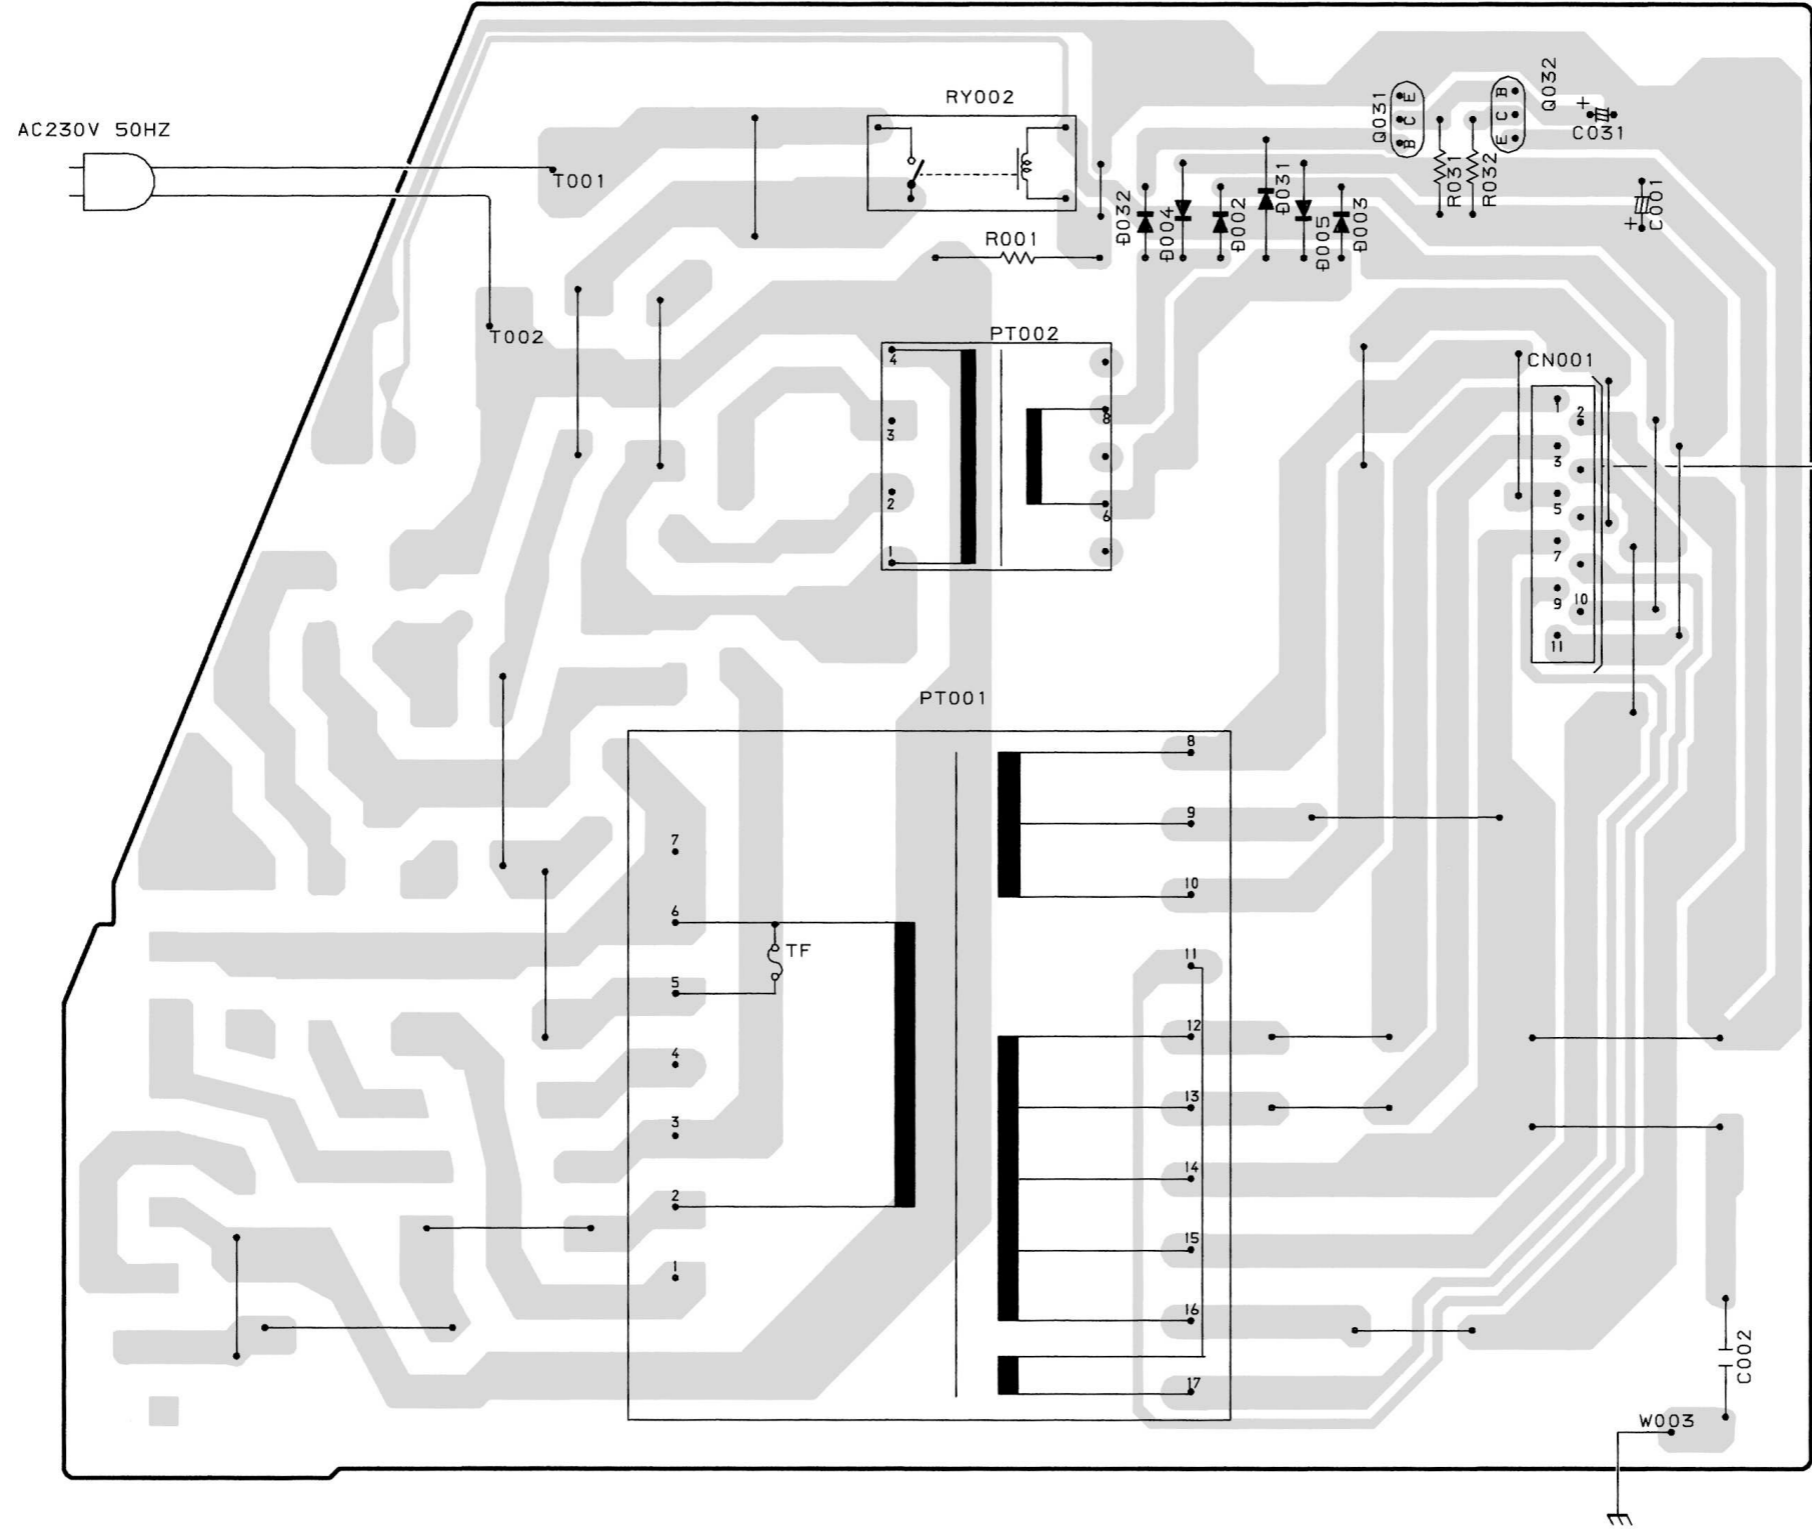 AC230V 50HZ
T001
T002
RY002
R001
D032
D004
D002
D031
D005
D003
Q031
E
C
B
R031
R032
B
C
E
Q032
+
C031
+
C001
PT002
4
3
2
1
8
6
CN001
1
2
3
5
7
9
10
11
PT001
7
6
5
4
3
2
1
TF
8
9
10
11
12
13
14
15
16
17
C002
W003